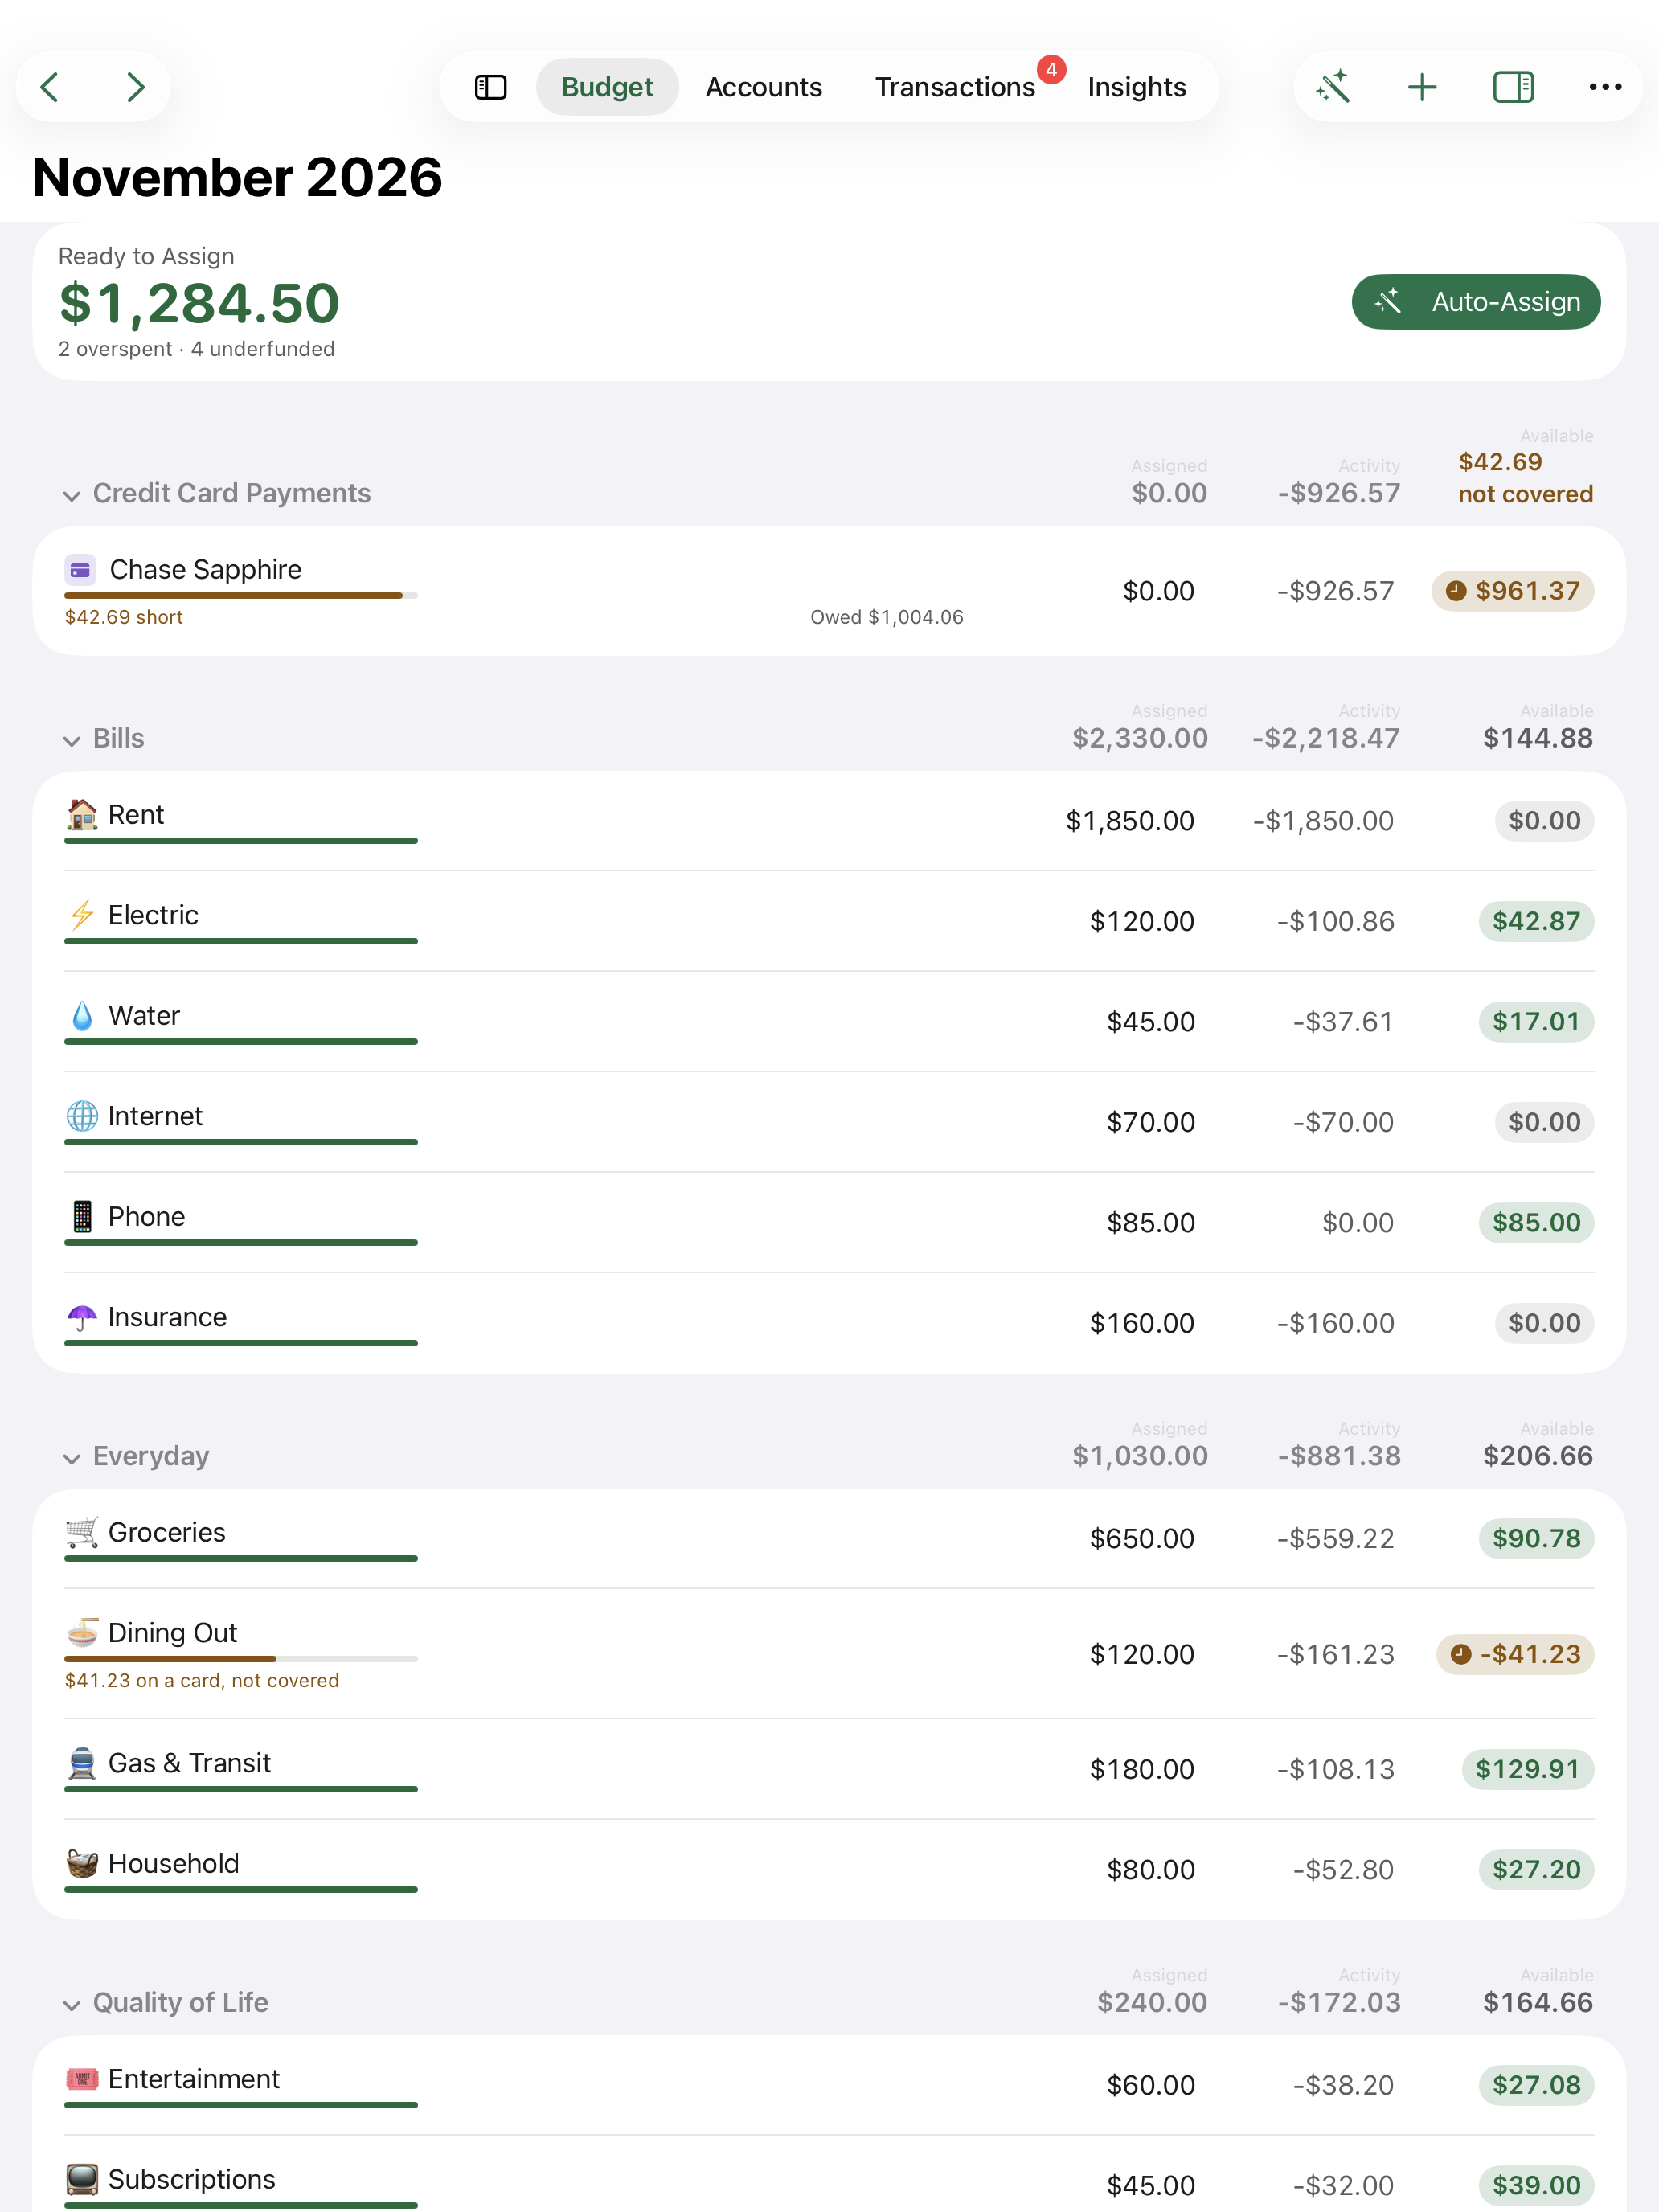 Budget
Accounts
Transactions
4
Insights
November 2026
Ready to Assign
$1,284.50
2 overspent · 4 underfunded
Auto-Assign
Credit Card Payments
Assigned
$0.00
Activity
-$926.57
Available
$42.69
not covered
Chase Sapphire
$42.69 short
Owed $1,004.06
$0.00
-$926.57
$961.37
Bills
Assigned
$2,330.00
Activity
-$2,218.47
Available
$144.88
Rent
$1,850.00
-$1,850.00
$0.00
Electric
$120.00
-$100.86
$42.87
Water
$45.00
-$37.61
$17.01
Internet
$70.00
-$70.00
$0.00
Phone
$85.00
$0.00
$85.00
Insurance
$160.00
-$160.00
$0.00
Everyday
Assigned
$1,030.00
Activity
-$881.38
Available
$206.66
Groceries
$650.00
-$559.22
$90.78
Dining Out
$41.23 on a card, not covered
$120.00
-$161.23
-$41.23
Gas & Transit
$180.00
-$108.13
$129.91
Household
$80.00
-$52.80
$27.20
Quality of Life
Assigned
$240.00
Activity
-$172.03
Available
$164.66
Entertainment
$60.00
-$38.20
$27.08
Subscriptions
$45.00
-$32.00
$39.00